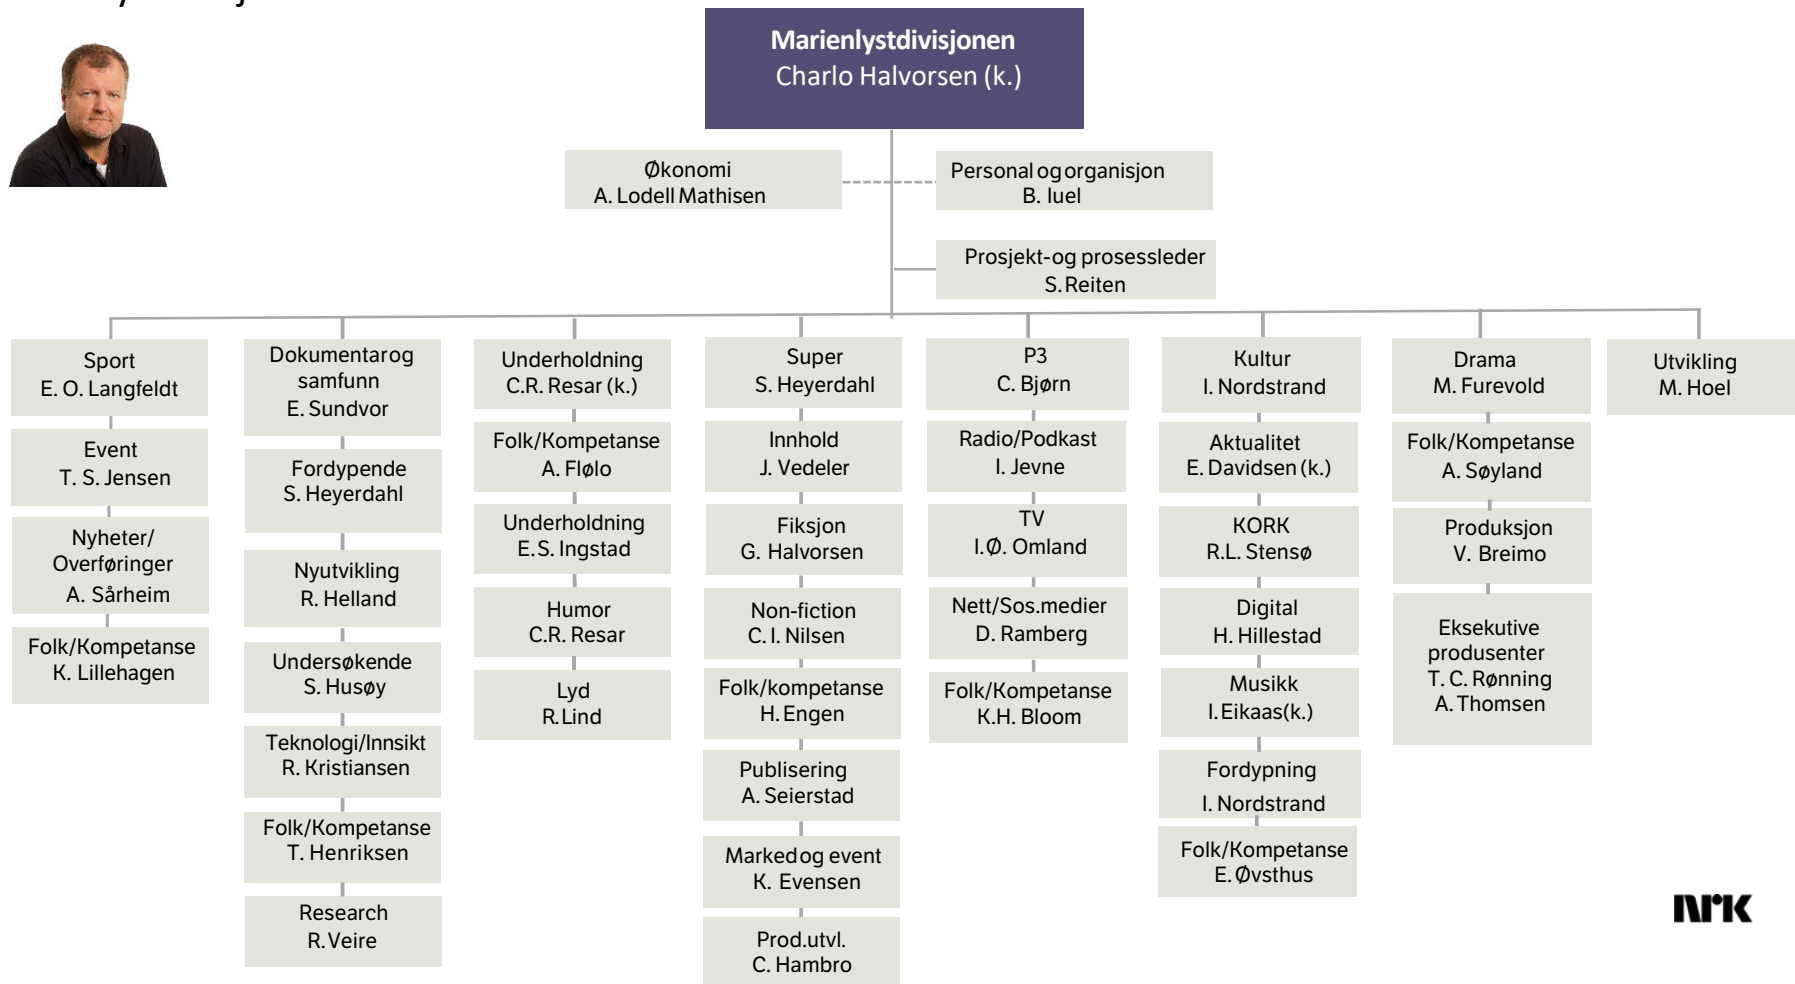 Marienlystdivisjonen
Charlo Halvorsen (k.)
Økonomi
A. Lodell Mathisen
Personal og organisjon
B. Iuel
Prosjekt-og prosessleder
S. Reiten
Sport
E. O. Langfeldt
Event
T. S. Jensen
Nyheter/
Overføringer
A. Sårheim
Folk/Kompetanse
K. Lillehagen
Dokumentar og
samfunn
E. Sundvor
Fordypende
S. Heyerdahl
Nyutvikling
R. Helland
Undersøkende
S. Husøy
Teknologi/Innsikt
R. Kristiansen
Folk/Kompetanse
T. Henriksen
Research
R. Veire
Underholdning
C.R. Resar (k.)
Folk/Kompetanse
A. Flølo
Underholdning
E.S. Ingstad
Humor
C.R. Resar
Lyd
R. Lind
Super
S. Heyerdahl
Innhold
J. Vedeler
Fiksjon
G. Halvorsen
Non-fiction
C. I. Nilsen
Folk/kompetanse
H. Engen
Publisering
A. Seierstad
Marked og event
K. Evensen
Prod.utvl.
C. Hambro
P3
C. Bjørn
Radio/Podkast
I. Jevne
TV
I.Ø. Omland
Nett/Sos.medier
D. Ramberg
Folk/Kompetanse
K.H. Bloom
Kultur
I. Nordstrand
Aktualitet
E. Davidsen (k.)
KORK
R.L. Stensø
Digital
H. Hillestad
Musikk
I. Eikaas(k.)
Fordypning
I. Nordstrand
Folk/Kompetanse
E. Øvsthus
Drama
M. Furevold
Folk/Kompetanse
A. Søyland
Produksjon
V. Breimo
Eksekutive
produsenter
T. C. Rønning
A. Thomsen
Utvikling
M. Hoel
NRK